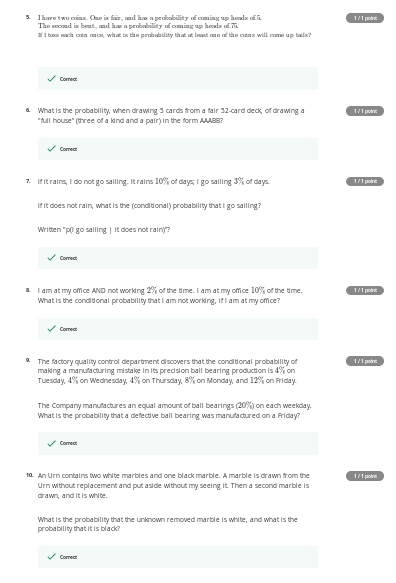 5. I have two coins. One is fair, and has a probability of coming up heads of .5. 1 / 1 point
The second is bent, and has a probability of coming up heads of .75.
If I toss each coin once, what is the probability that at least one of the coins will come up tails?
Correct
6. What is the probability, when drawing 5 cards from a fair 52-card deck, of drawing a 1 / 1 point
"full house" (three of a kind and a pair) in the form AAABB?
Correct
7. If it rains, I do not go sailing. It rains 10% of days; I go sailing 3% of days. 1 / 1 point
If it does not rain, what is the (conditional) probability that I go sailing?
Written "p(I go sailing | it does not rain)"?
Correct
8. I am at my office AND not working 2% of the time. I am at my office 10% of the time. 1 / 1 point
What is the conditional probability that I am not working, if I am at my office?
Correct
9. The factory quality control department discovers that the conditional probability of 1 / 1 point
making a manufacturing mistake in its precision ball bearing production is 4% on
Tuesday, 4% on Wednesday, 4% on Thursday, 8% on Monday, and 12% on Friday.
The Company manufactures an equal amount of ball bearings (20%) on each weekday.
What is the probability that a defective ball bearing was manufactured on a Friday?
Correct
10. An Urn contains two white marbles and one black marble. A marble is drawn from the 1 / 1 point
Urn without replacement and put aside without my seeing it. Then a second marble is
drawn, and it is white.
What is the probability that the unknown removed marble is white, and what is the
probability that it is black?
Correct